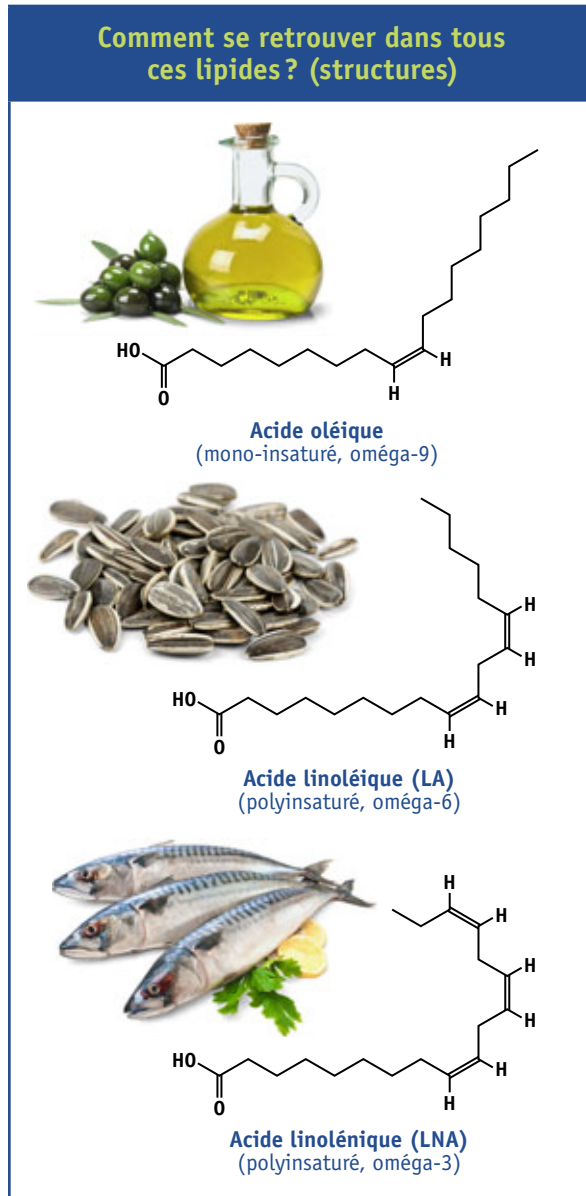 Comment se retrouver dans tous
ces lipides ? (structures)
HO
O
H
H
Acide oléique
(mono-insaturé, oméga-9)
H
H
HO
O
H
H
Acide linoléique (LA)
(polyinsaturé, oméga-6)
H
H
H
H
HO
O
H
H
Acide linolénique (LNA)
(polyinsaturé, oméga-3)